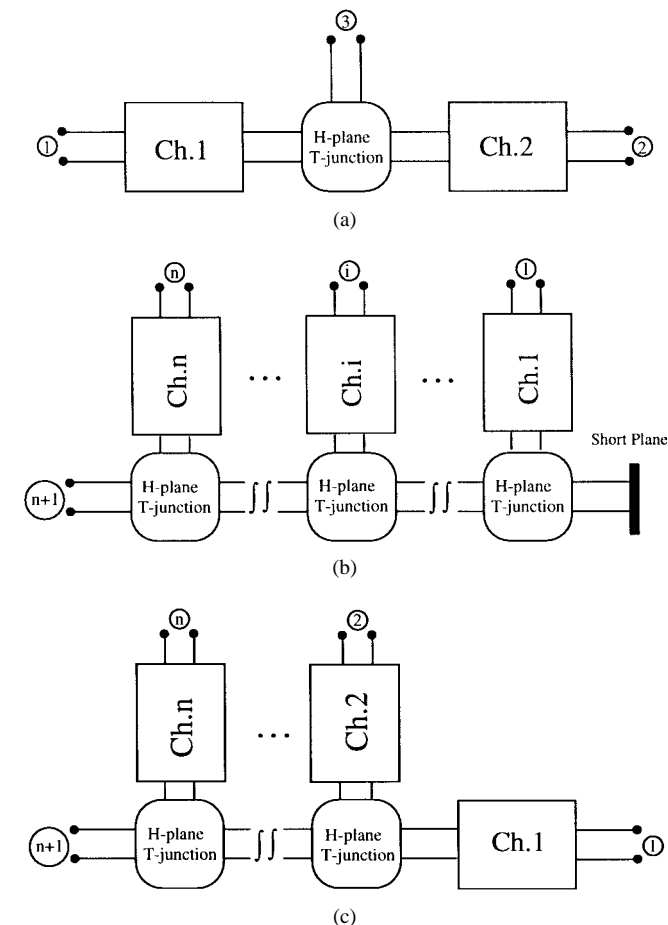 3
1
Ch.1
H-plane
T-junction
Ch.2
2
(a)
n
i
1
Ch.n
...
Ch.i
...
Ch.1
Short Plane
n+1
H-plane
T-junction
∫∫
H-plane
T-junction
∫∫
H-plane
T-junction
(b)
n
2
Ch.n
...
Ch.2
n+1
H-plane
T-junction
∫∫
H-plane
T-junction
Ch.1
1
(c)